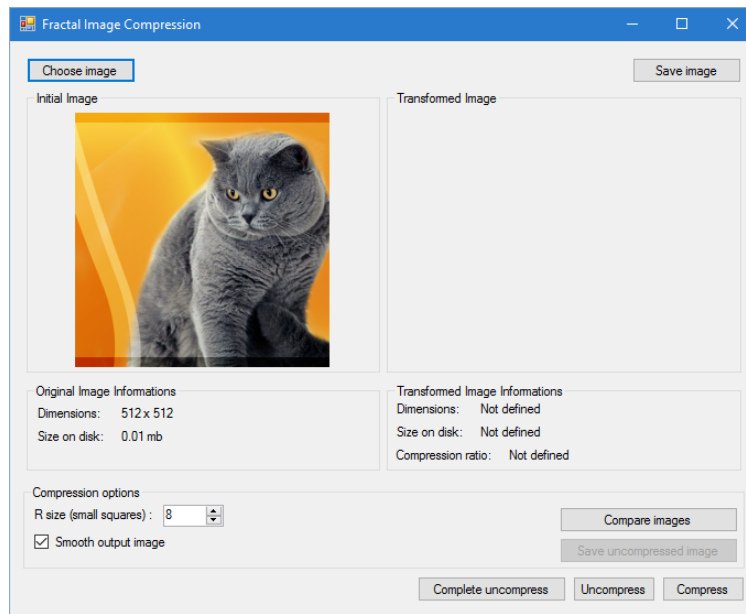 Fractal Image Compression
Choose image
Save image
Initial Image
Transformed Image
Original Image Informations
Dimensions: 512 x 512
Size on disk: 0.01 mb
Transformed Image Informations
Dimensions: Not defined
Size on disk: Not defined
Compression ratio: Not defined
Compression options
R size (small squares) : 8
Smooth output image
Compare images
Save uncompressed image
Complete uncompress
Uncompress
Compress